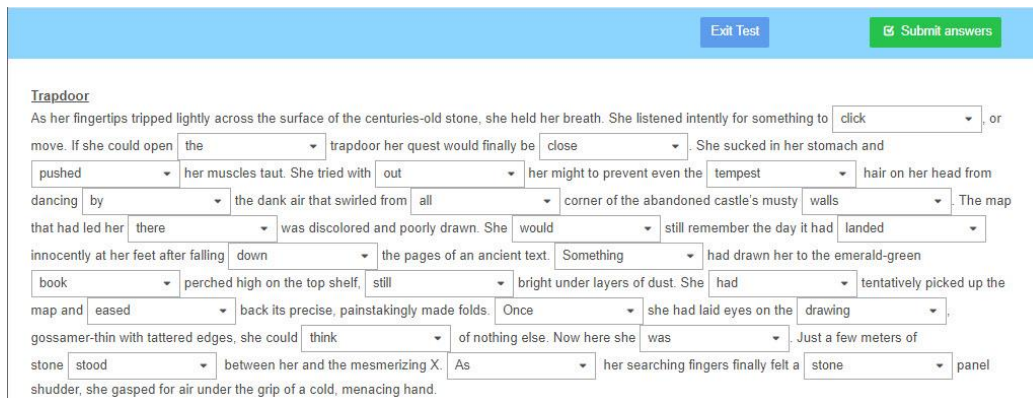 Exit Test Submit answers
Trapdoor
As her fingertips tripped lightly across the surface of the centuries-old stone, she held her breath. She listened intently for something to click , or
move. If she could open the trapdoor her quest would finally be close . She sucked in her stomach and
pushed her muscles taut. She tried with out her might to prevent even the tempest hair on her head from
dancing by the dank air that swirled from all corner of the abandoned castle's musty walls . The map
that had led her there was discolored and poorly drawn. She would still remember the day it had landed
innocently at her feet after falling down the pages of an ancient text. Something had drawn her to the emerald-green
book perched high on the top shelf, still bright under layers of dust. She had tentatively picked up the
map and eased back its precise, painstakingly made folds. Once she had laid eyes on the drawing ,
gossamer-thin with tattered edges, she could think of nothing else. Now here she was . Just a few meters of
stone stood between her and the mesmerizing X. As her searching fingers finally felt a stone panel
shudder, she gasped for air under the grip of a cold, menacing hand.